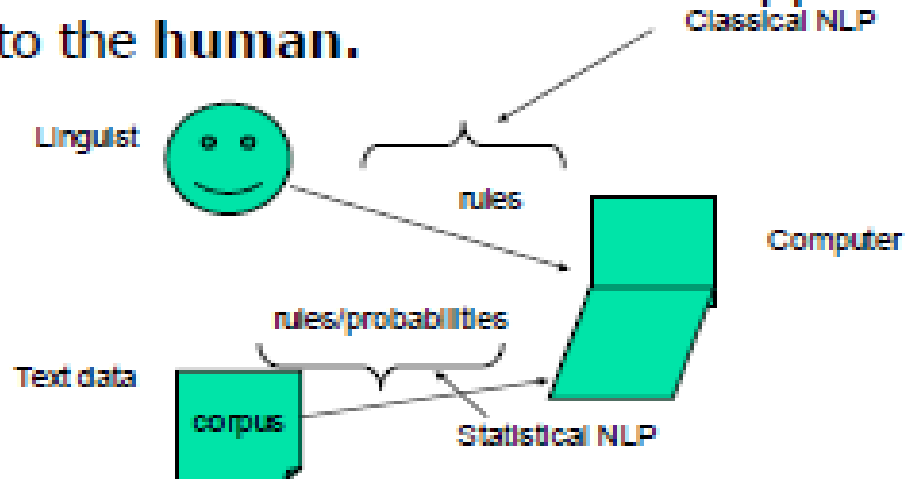 Classical NLP
to the human.
Linguist
rules
Computer
rules/probabilities
Text data
corpus
Statistical NLP